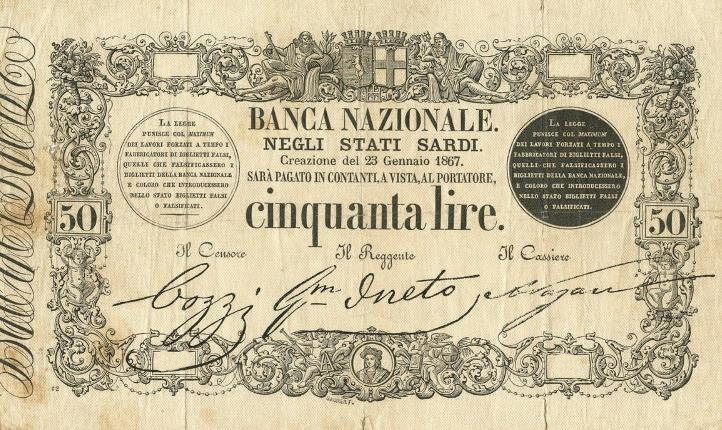 BANCA NAZIONALE.
NEGLI STATI SARDI.
Creazione del 23 Gennaio 1867.
SARÀ PAGATO IN CONTANTI, A VISTA, AL PORTATORE,
cinquanta lire.
LA LEGGE
PUNISCE COL MAXIMUM
DEI LAVORI FORZATI A TEMPO I
FABBRICATORI DI BIGLIETTI FALSI,
QUELLI CHE FALSIFICASSERO I
BIGLIETTI DELLA BANCA NAZIONALE
E COLORO CHE INTRODUCESSERO
NELLO STATO BIGLIETTI FALSI
O FALSIFICATI.
LA LEGGE
PUNISCE COL MAXIMUM
DEI LAVORI FORZATI A TEMPO I
FABBRICATORI DI BIGLIETTI FALSI,
QUELLI CHE FALSIFICASSERO I
BIGLIETTI DELLA BANCA NAZIONALE,
E COLORO CHE INTRODUCESSERO
NELLO STATO BIGLIETTI FALSI
O FALSIFICATI.
50
50
Il Censore
Il Reggente
Il Cassiere
Cozzi